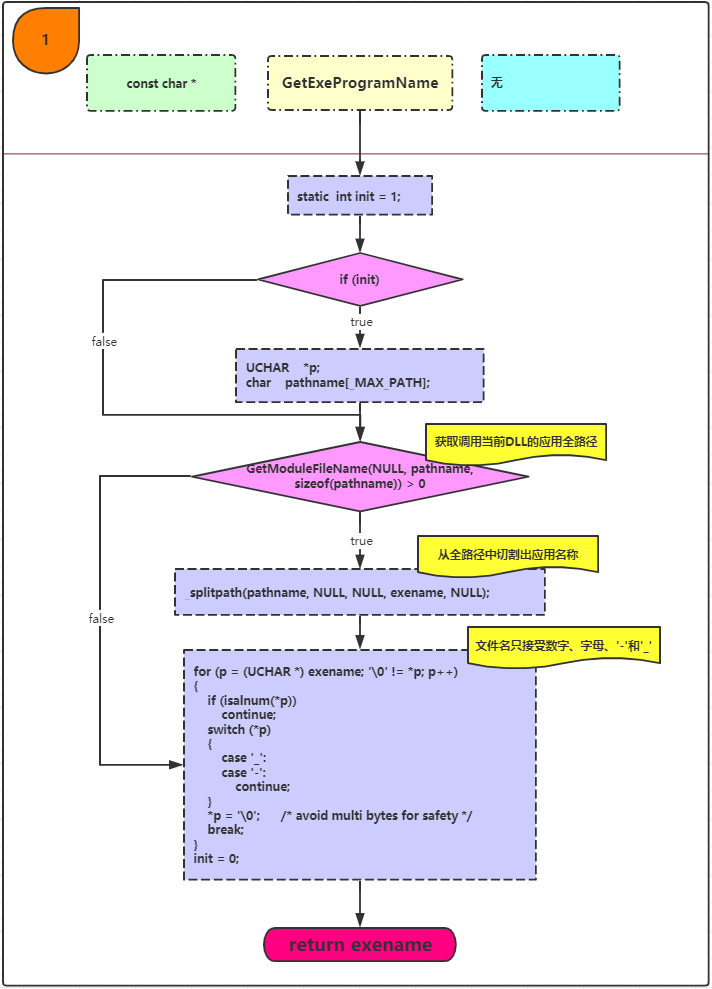 1
const char *
GetExeProgramName
无
static  int init = 1;
if (init)
false
true
UCHAR    *p;
char    pathname[_MAX_PATH];
获取调用当前DLL的应用全路径
GetModuleFileName(NULL, pathname,
sizeof(pathname)) > 0
true
从全路径中切割出应用名称
_splitpath(pathname, NULL, NULL, exename, NULL);
false
文件名只接受数字、字母、'-'和'_'
for (p = (UCHAR *) exename; '\0' != *p; p++)
{
    if (isalnum(*p))
        continue;
    switch (*p)
    {
        case '_':
        case '-':
            continue;
    }
    *p = '\0';      /* avoid multi bytes for safety */
    break;
}
init = 0;
return exename